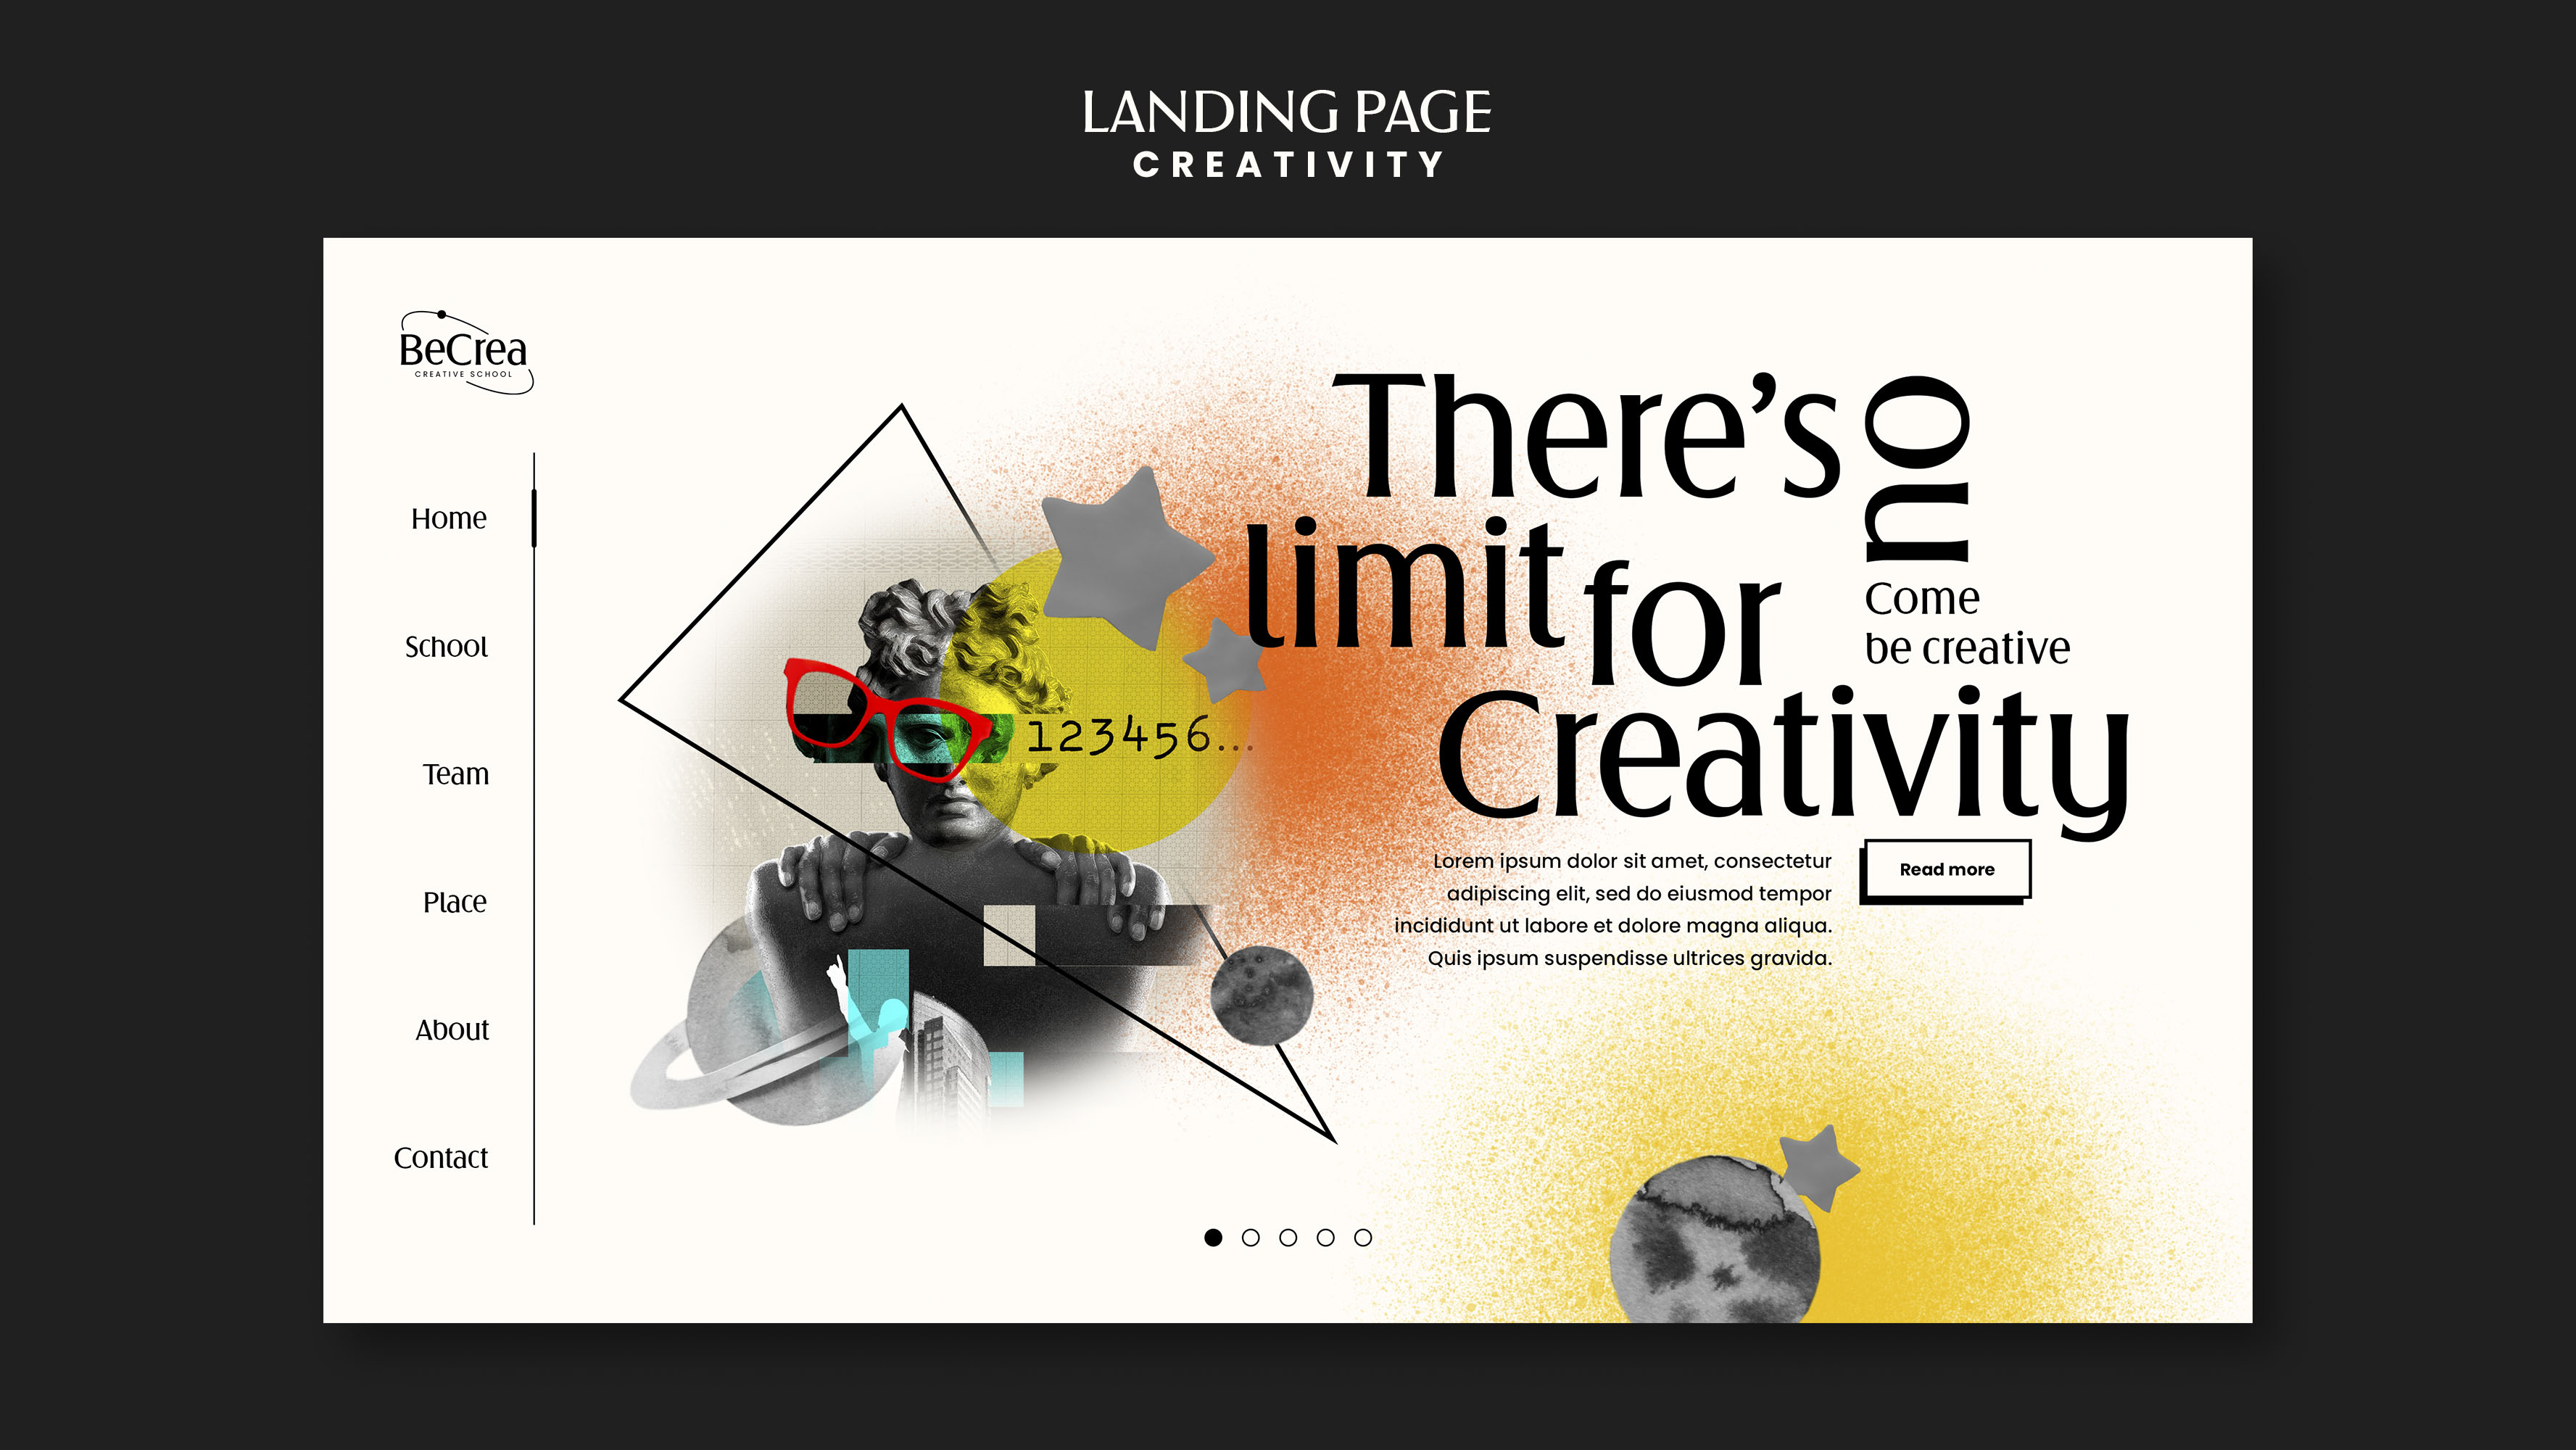 LANDING PAGE
CREATIVITY
BeCrea
CREATIVE SCHOOL
Home
School
Team
Place
About
Contact
123456...
There’s no
limit for
Come
be creative
Creativity
Lorem ipsum dolor sit amet, consectetur
adipiscing elit, sed do eiusmod tempor
incididunt ut labore et dolore magna aliqua.
Quis ipsum suspendisse ultrices gravida.
Read more